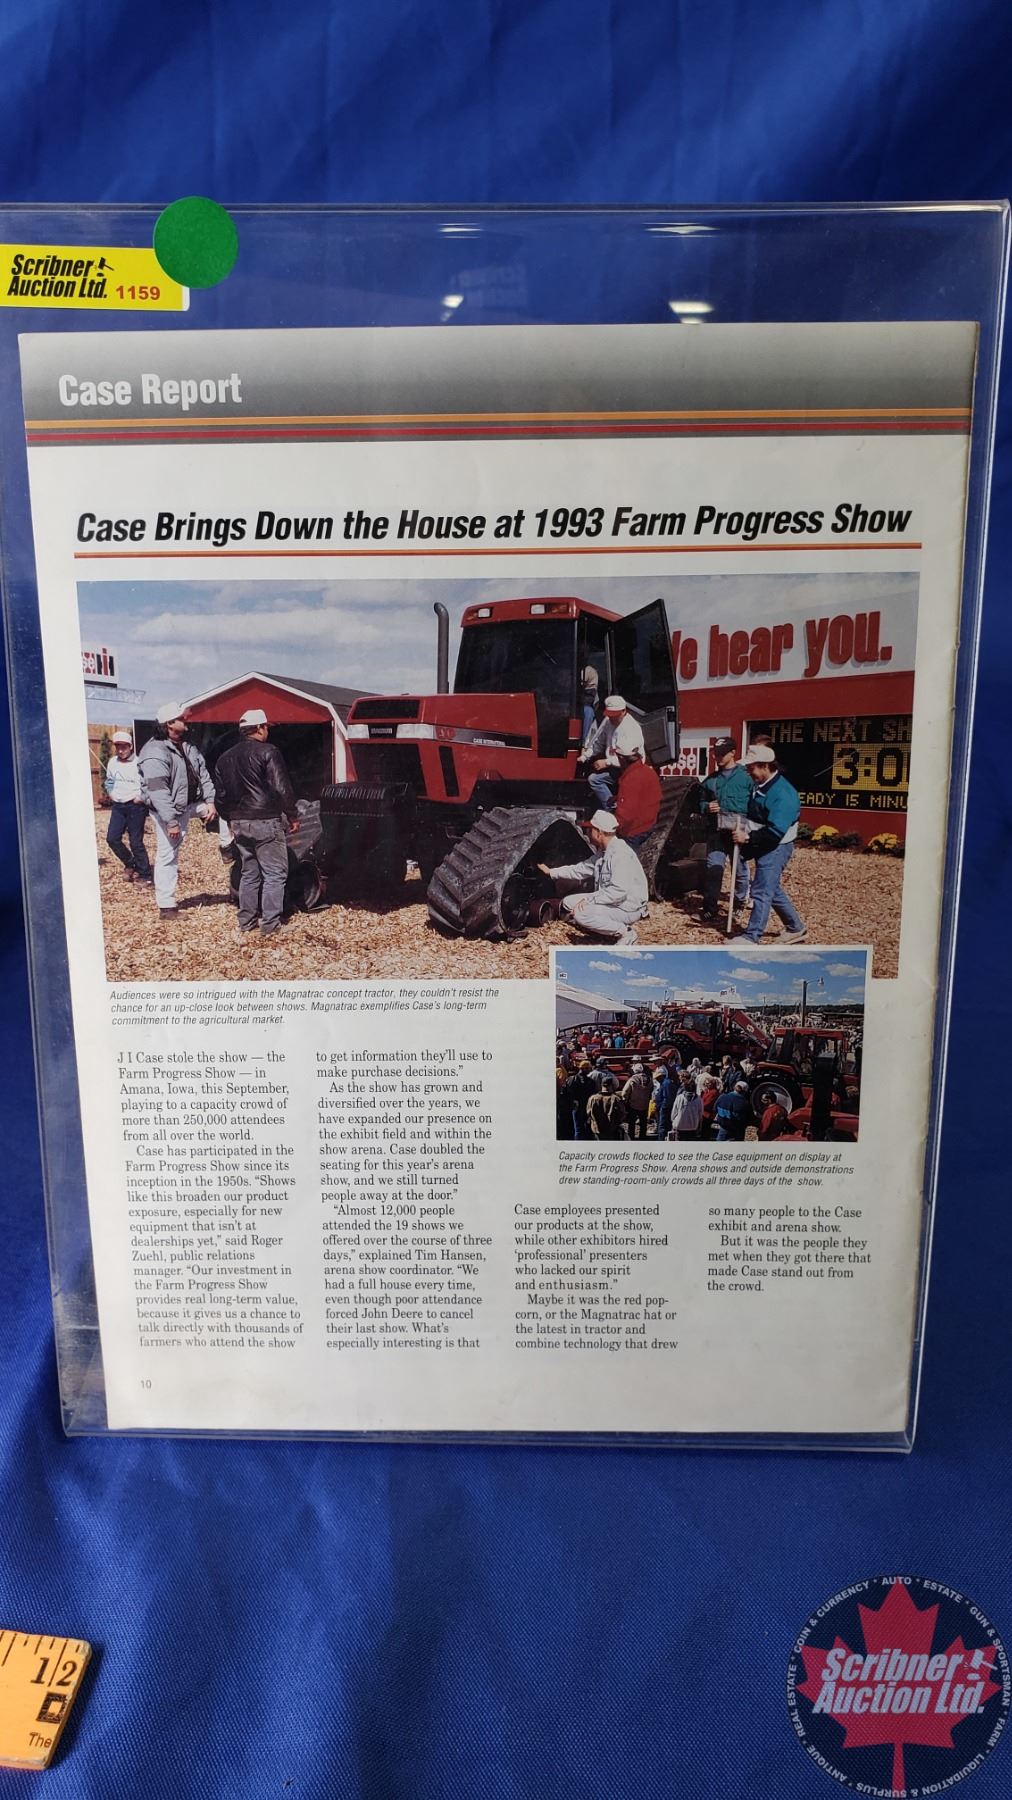 Scribner
Auction Ltd. 1159
Case Report
Case Brings Down the House at 1993 Farm Progress Show
se IH
e hear you.
CASE INTERNATIONAL
THE NEXT SH
3:0
EADY 15 MINU
Audiences were so intrigued with the Magnatrac concept tractor, they couldn't resist the
chance for an up-close look between shows. Magnatrac exemplifies Case's long-term
commitment to the agricultural market.
J I Case stole the show — the
Farm Progress Show — in
Amana, Iowa, this September,
playing to a capacity crowd of
more than 250,000 attendees
from all over the world.
Case has participated in the
Farm Progress Show since its
inception in the 1950s. “Shows
like this broaden our product
exposure, especially for new
equipment that isn't at
dealerships yet,” said Roger
Zuehl, public relations
manager. “Our investment in
the Farm Progress Show
provides real long-term value,
because it gives us a chance to
talk directly with thousands of
farmers who attend the show
to get information they'll use to
make purchase decisions.”
As the show has grown and
diversified over the years, we
have expanded our presence on
the exhibit field and within the
show arena. Case doubled the
seating for this year's arena
show, and we still turned
people away at the door.”
“Almost 12,000 people
attended the 19 shows we
offered over the course of three
days,” explained Tim Hansen,
arena show coordinator. “We
had a full house every time,
even though poor attendance
forced John Deere to cancel
their last show. What's
especially interesting is that
Capacity crowds flocked to see the Case equipment on display at
the Farm Progress Show. Arena shows and outside demonstrations
drew standing-room-only crowds all three days of the show.
Case employees presented
our products at the show,
while other exhibitors hired
‘professional’ presenters
who lacked our spirit
and enthusiasm.”
Maybe it was the red pop-
corn, or the Magnatrac hat or
the latest in tractor and
combine technology that drew
so many people to the Case
exhibit and arena show.
But it was the people they
met when they got there that
made Case stand out from
the crowd.
10
12
The
Scribner
Auction Ltd.
COIN & CURRENCY * AUTO * ESTATE * GUN & SPORTSMAN * FARM * LIQUIDATION & SURPLUS * ANTIQUE * REAL ESTATE *